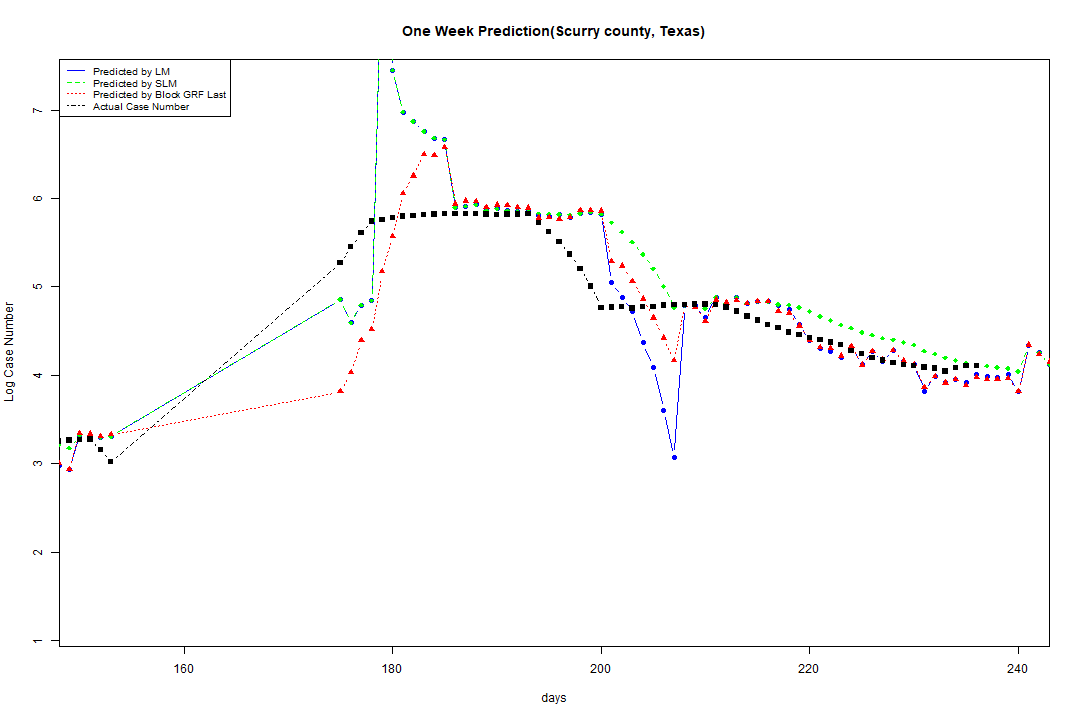 One Week Prediction(Scurry county, Texas)
Predicted by LM
Predicted by SLM
Predicted by Block GRF Last
Actual Case Number
7
6
5
4
3
2
1
Log Case Number
160 180 200 220 240
days